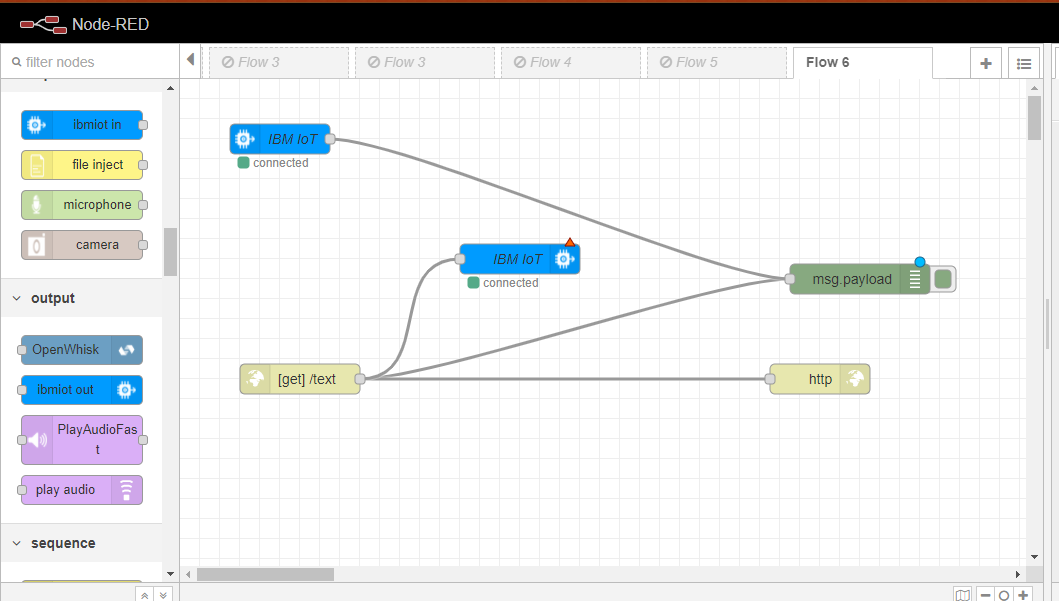 Node-RED
filter nodes
Flow 3
Flow 3
Flow 4
Flow 5
Flow 6
ibmiot in
file inject
microphone
camera
output
OpenWhisk
ibmiot out
PlayAudioFas
t
play audio
sequence
IBM IoT
connected
IBM IoT
connected
msg.payload
[get] /text
http